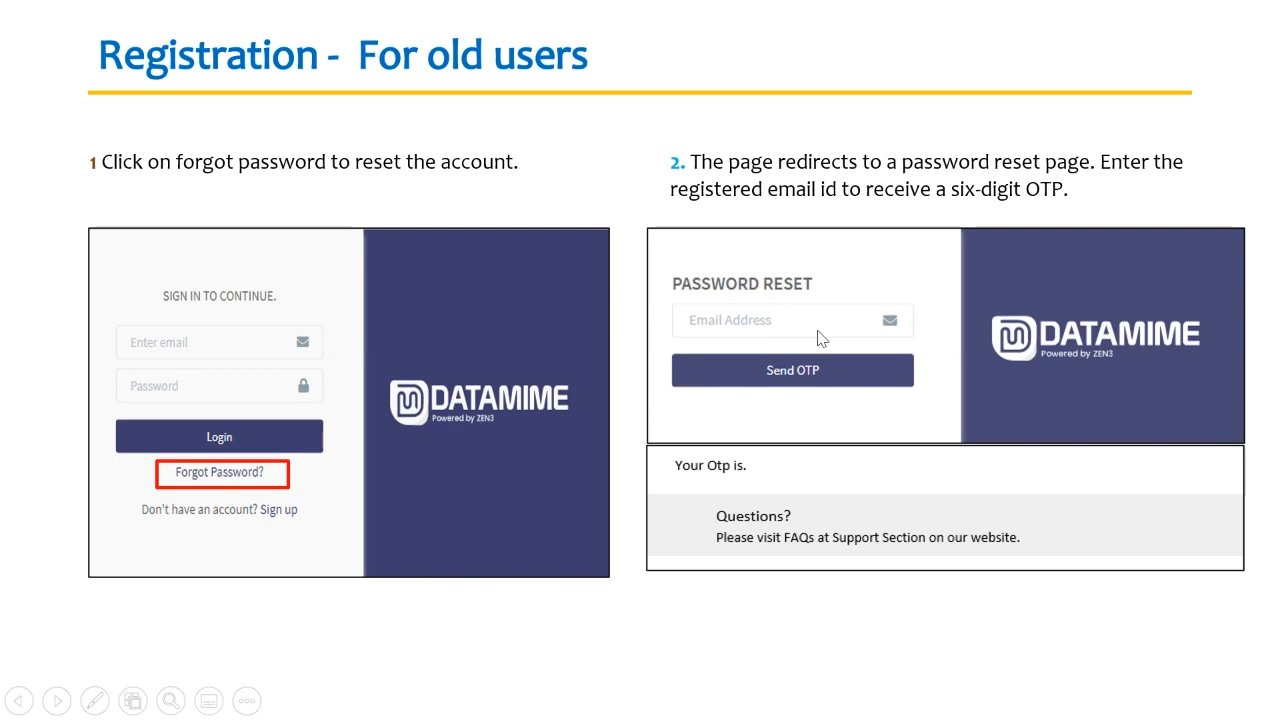 Registration - For old users
1 Click on forgot password to reset the account.
2. The page redirects to a password reset page. Enter the
registered email id to receive a six-digit OTP.
SIGN IN TO CONTINUE.
Enter email
Password
Login
Forgot Password?
Don't have an account? Sign up
DATAMIME
Powered by ZEN3
PASSWORD RESET
Email Address
Send OTP
DATAMIME
Powered by ZEN3
Your Otp is.
Questions?
Please visit FAQs at Support Section on our website.